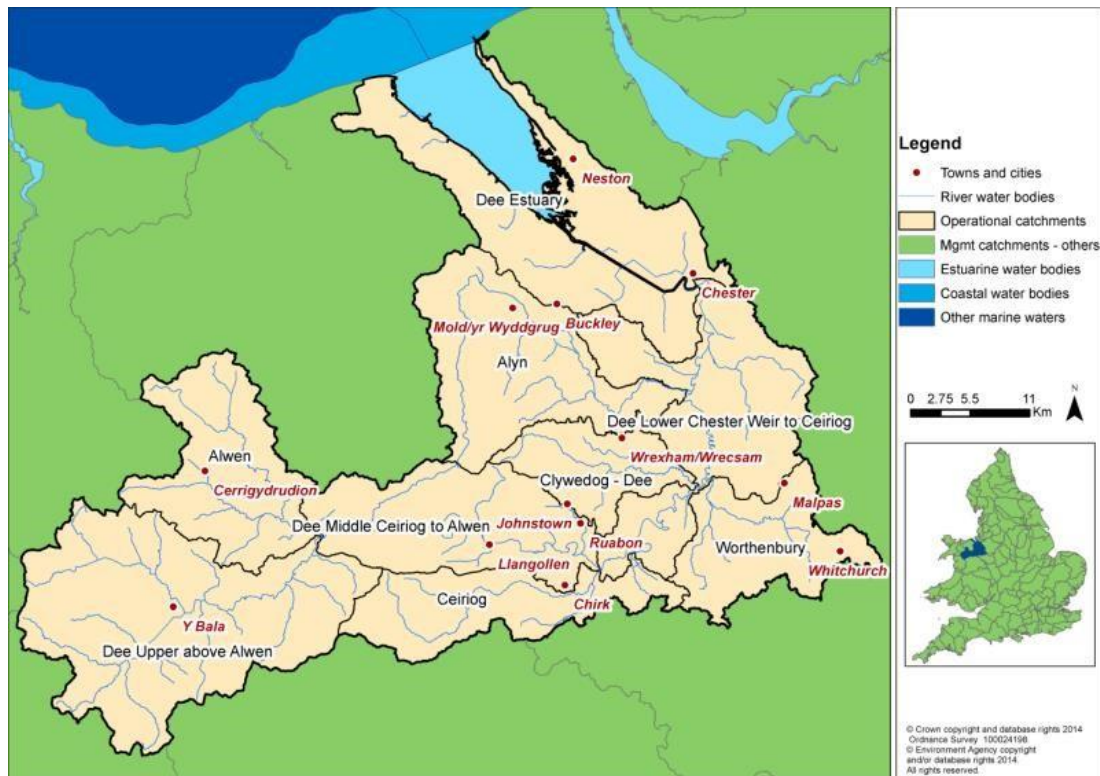 Neston
Dee Estuary
Chester
Mold/yr Wyddgrug
Buckley
Alyn
Dee Lower Chester Weir to Ceiriog
Wrexham/Wrecsam
Alwen
Cerrigydrudion
Clywedog - Dee
Malpas
Dee Middle Ceiriog to Alwen
Johnstown
Ruabon
Worthenbury
Llangollen
Whitchurch
Ceiriog
Chirk
Y Bala
Dee Upper above Alwen
Legend
Towns and cities
River water bodies
Operational catchments
Mgmt catchments - others
Estuarine water bodies
Coastal water bodies
Other marine waters
N
0 2.75 5.5 11
Km
© Crown copyright and database rights 2014
Ordnance Survey 100024198.
© Environment Agency copyright
and/or database rights 2014.
All rights reserved.